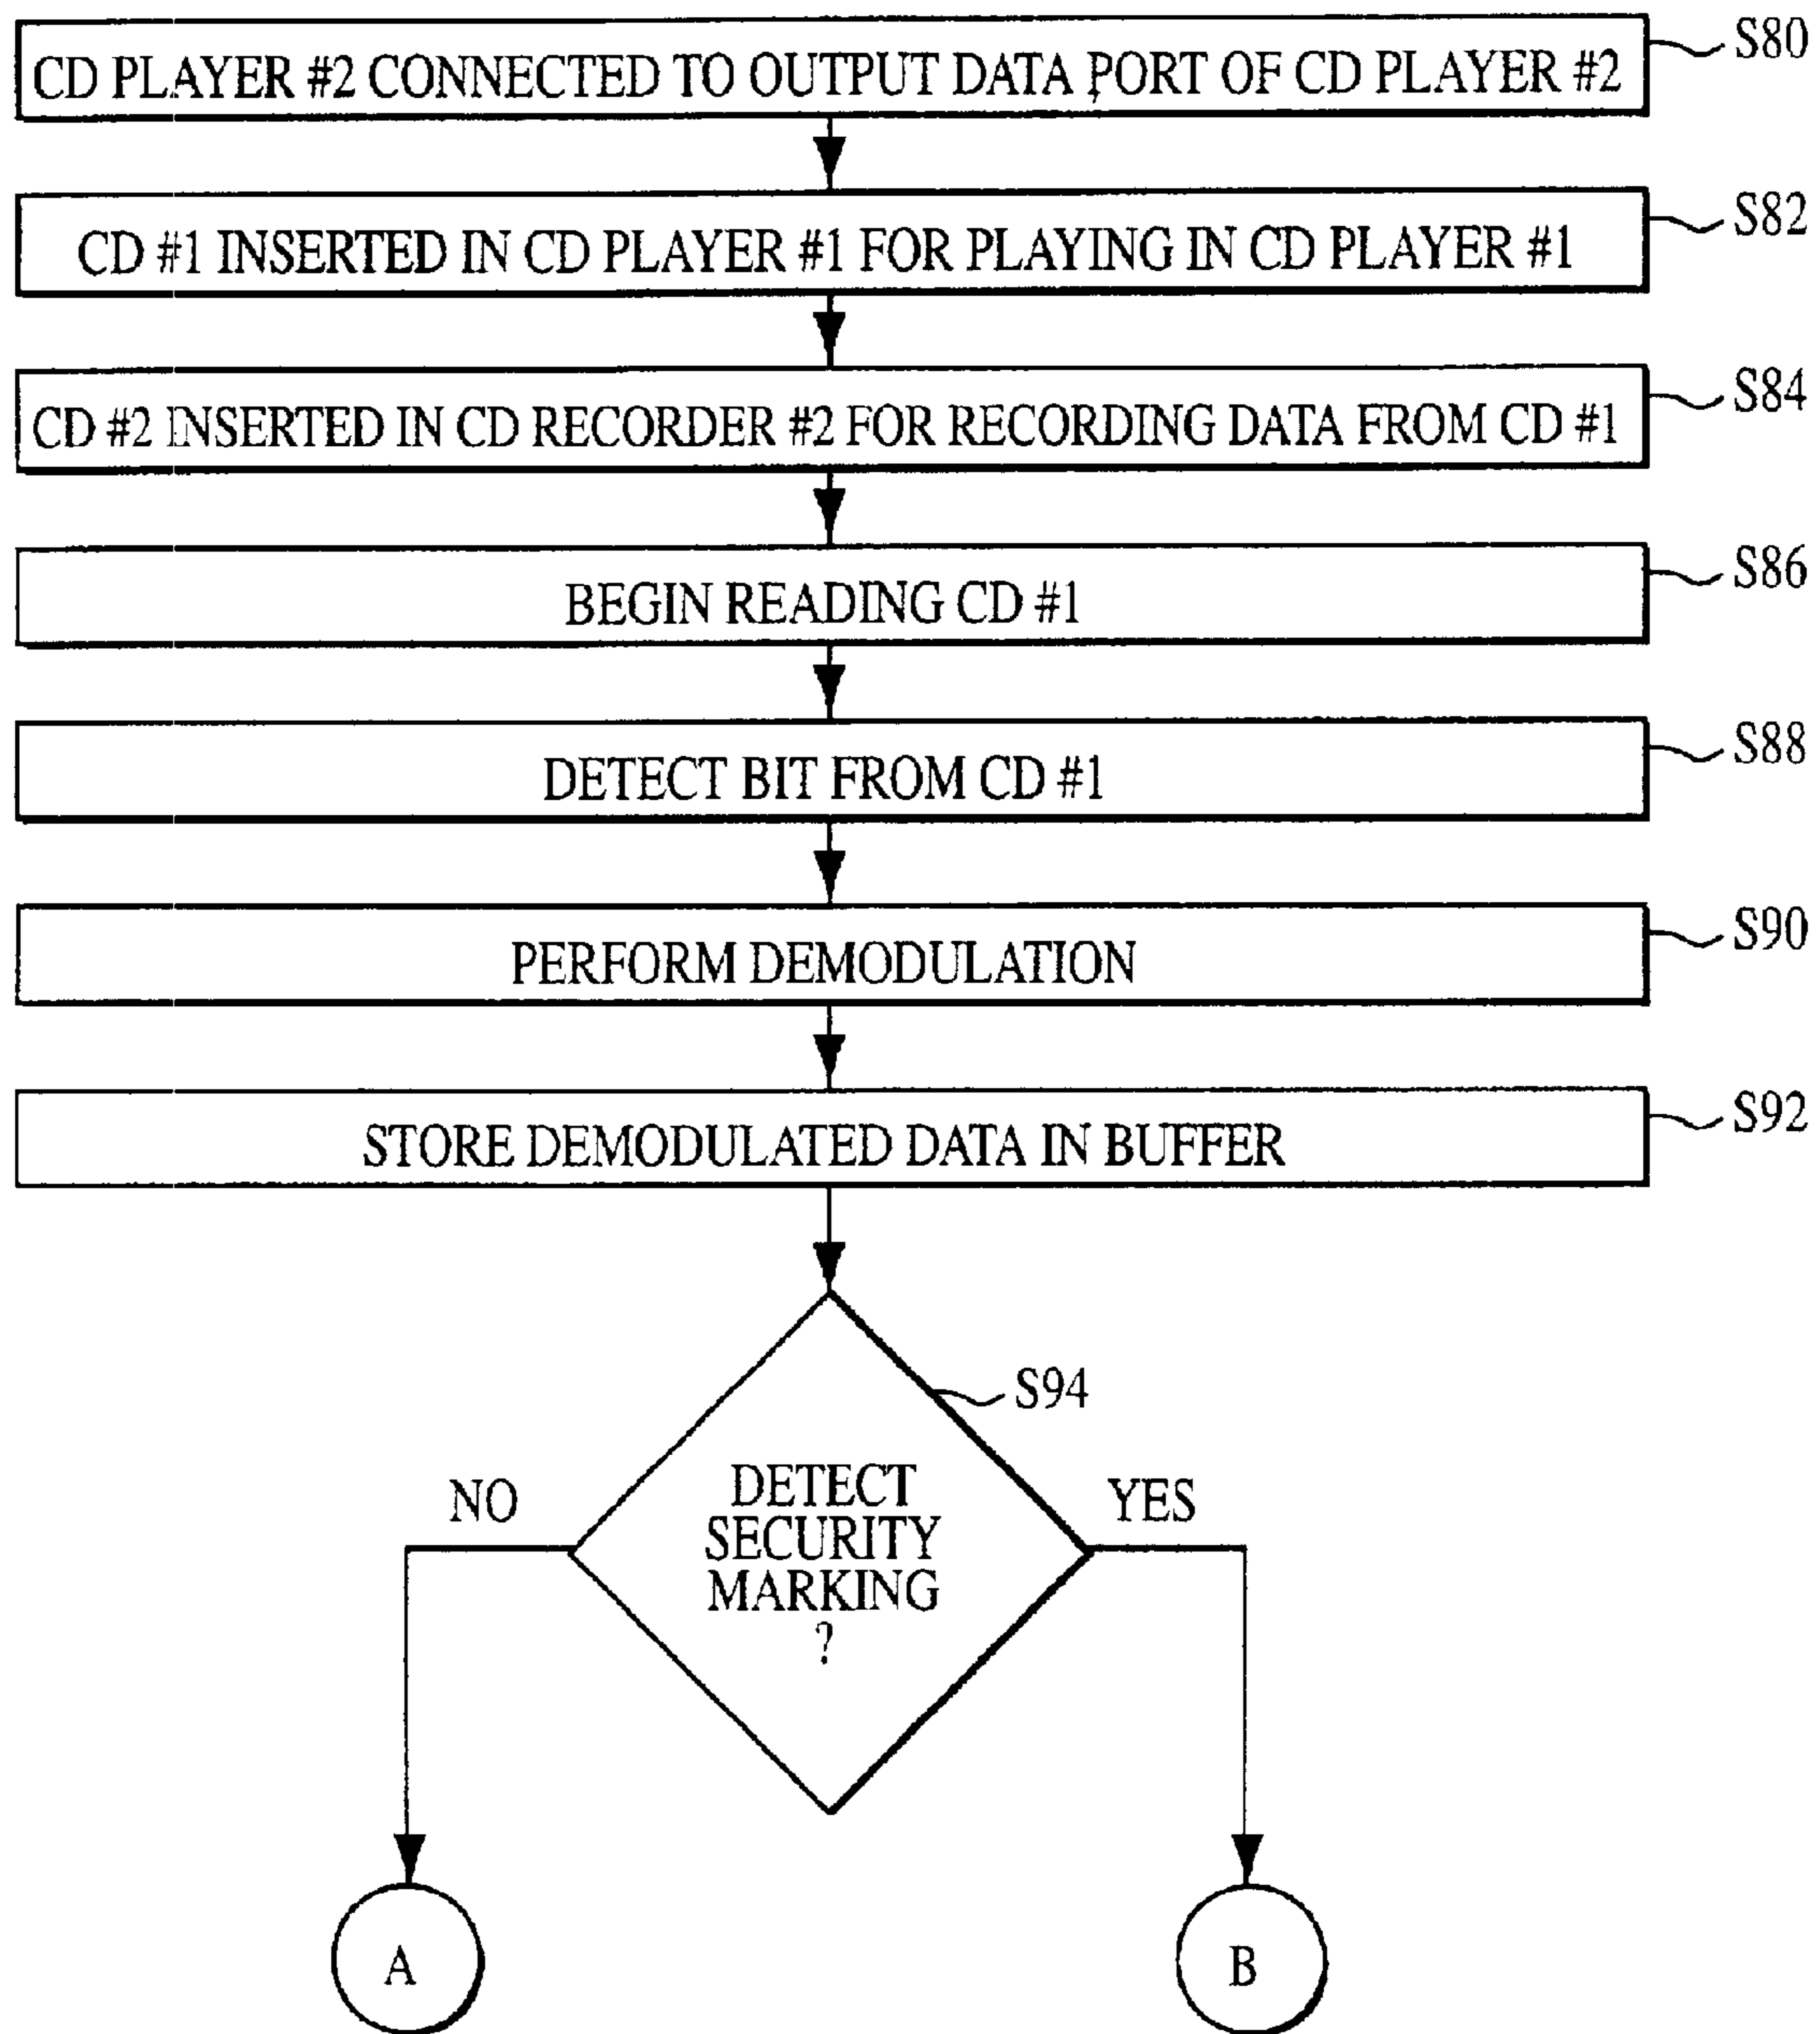 CD PLAYER #2 CONNECTED TO OUTPUT DATA PORT OF CD PLAYER #2
S80
CD #1 INSERTED IN CD PLAYER #1 FOR PLAYING IN CD PLAYER #1
S82
CD #2 INSERTED IN CD RECORDER #2 FOR RECORDING DATA FROM CD #1
S84
BEGIN READING CD #1
S86
DETECT BIT FROM CD #1
S88
PERFORM DEMODULATION
S90
STORE DEMODULATED DATA IN BUFFER
S92
S94
NO
DETECT
SECURITY
MARKING
?
YES
A
B